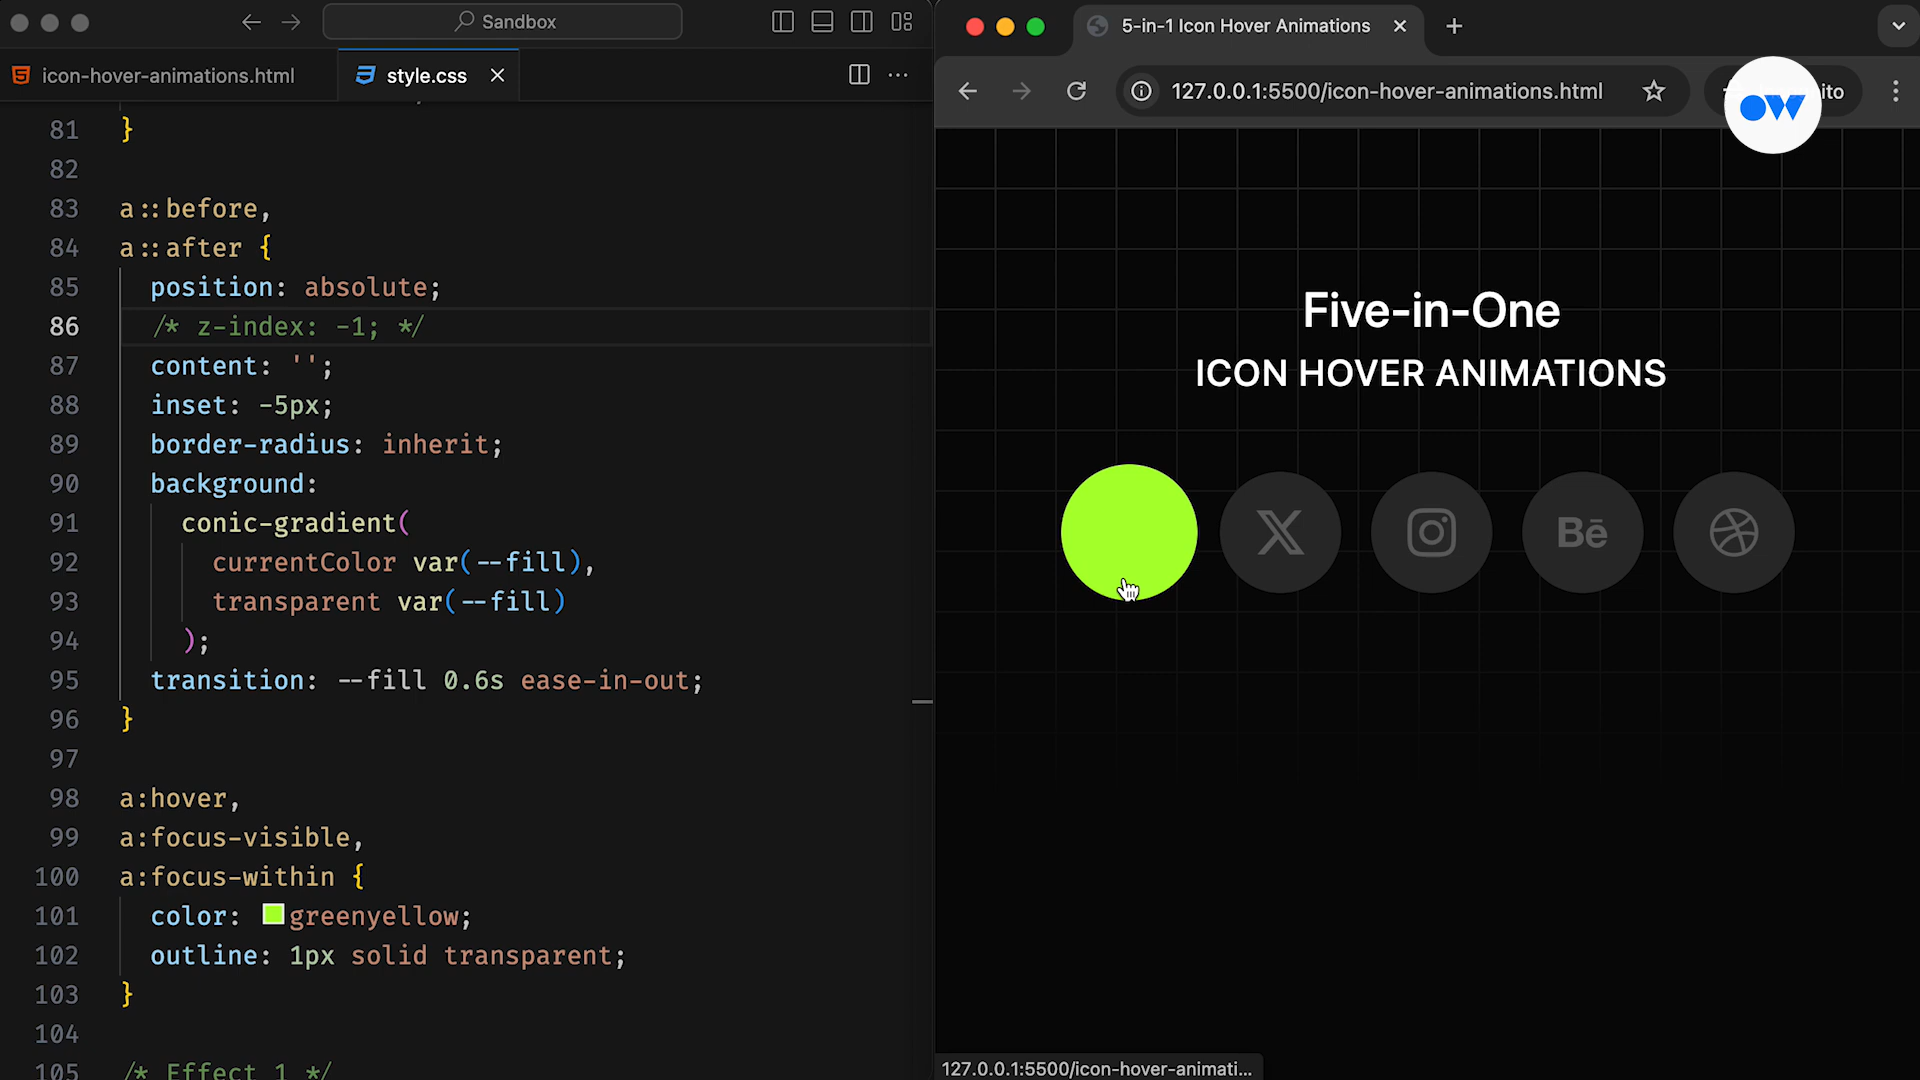 Sandbox
icon-hover-animations.html
style.css
81 }
82
83 a::before,
84 a::after {
85 position: absolute;
86 /* z-index: -1; */
87 content: '';
88 inset: -5px;
89 border-radius: inherit;
90 background:
91 conic-gradient(
92 currentColor var(--fill),
93 transparent var(--fill)
94 );
95 transition: --fill 0.6s ease-in-out;
96 }
97
98 a:hover,
99 a:focus-visible,
100 a:focus-within {
101 color: greenyellow;
102 outline: 1px solid transparent;
103 }
104
105 /* Effect 1 */
5-in-1 Icon Hover Animations
127.0.0.1:5500/icon-hover-animations.html
ito
OW
Five-in-One
ICON HOVER ANIMATIONS
X
Bē
127.0.0.1:5500/icon-hover-animati...